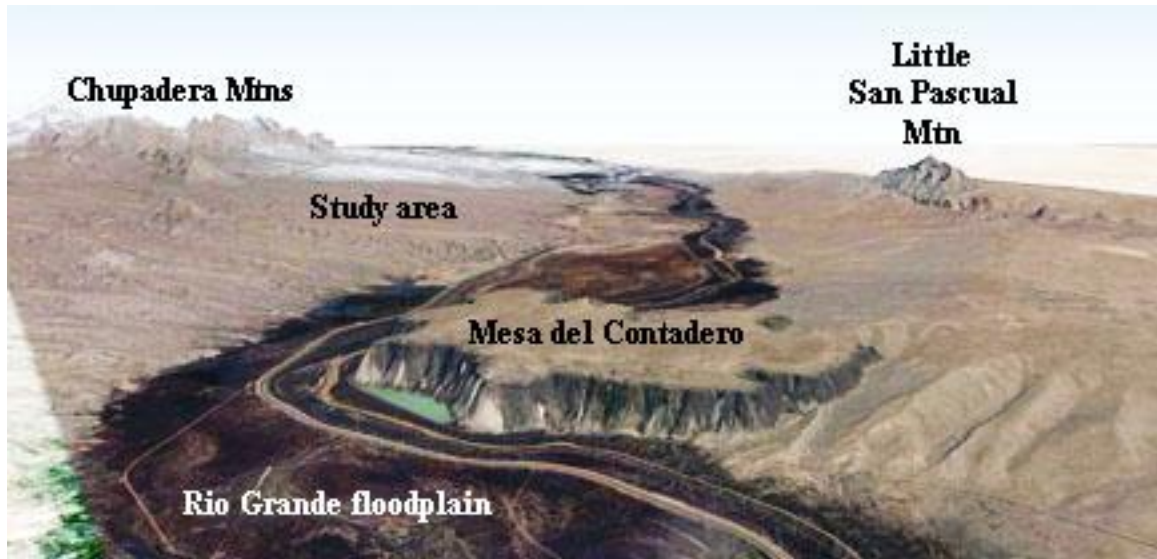 Chupadera Mtns
Little
San Pascual
Mtn
Study area
Mesa del Contadero
Rio Grande floodplain